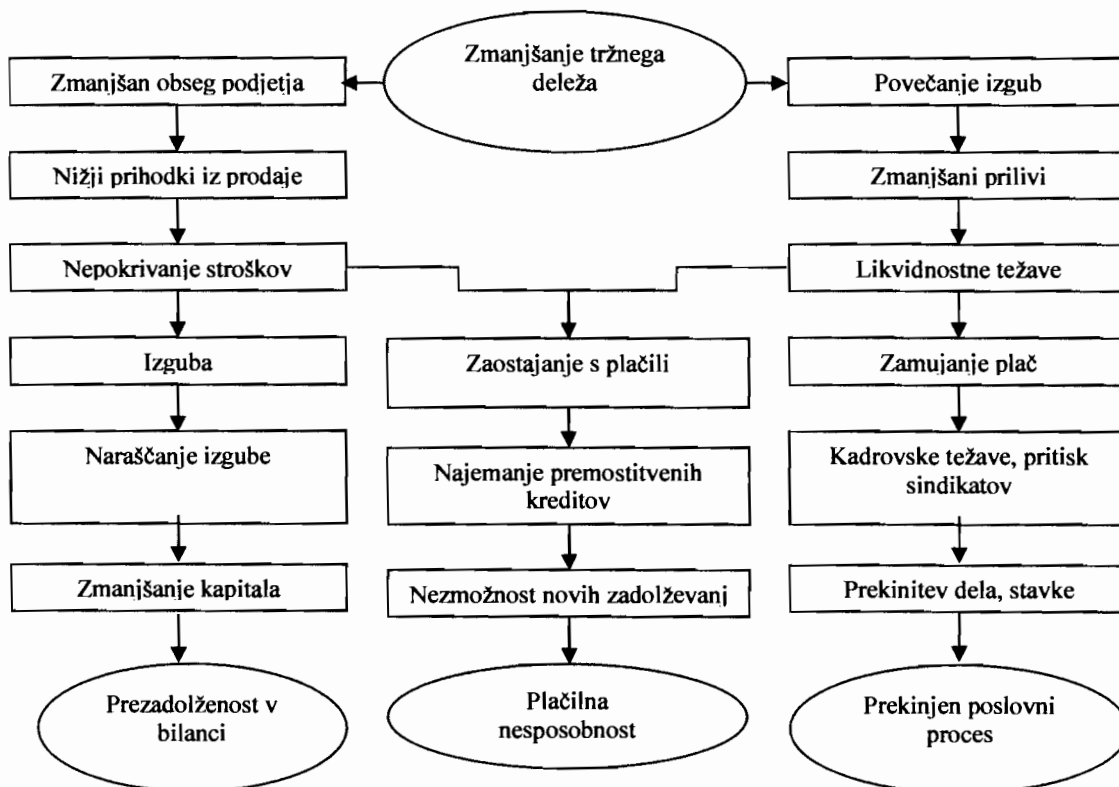 Zmanjšanje tržnega
deleža
Zmanjšan obseg podjetja
Povečanje izgub
Nižji prihodki iz prodaje
Zmanjšani prilivi
Nepokrivanje stroškov
Likvidnostne težave
Izguba
Zaostajanje s plačili
Zamujanje plač
Naraščanje izgube
Najemanje premostitvenih
kreditov
Kadrovske težave, pritisk
sindikatov
Zmanjšanje kapitala
Nezmožnost novih zadolževanj
Prekinitev dela, stavke
Prezadolženost v
bilanci
Plačilna
nesposobnost
Prekinjen poslovni
proces